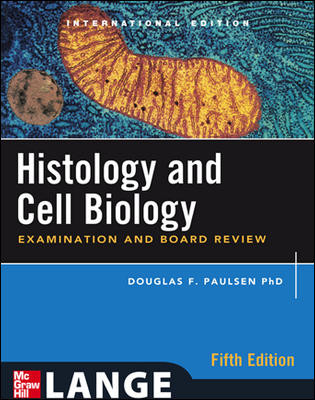 INTERNATIONAL EDITION
Histology and
Cell Biology
EXAMINATION AND BOARD REVIEW
DOUGLAS F. PAULSEN PhD
Fifth Edition
Mc
Graw
Hill
LANGE